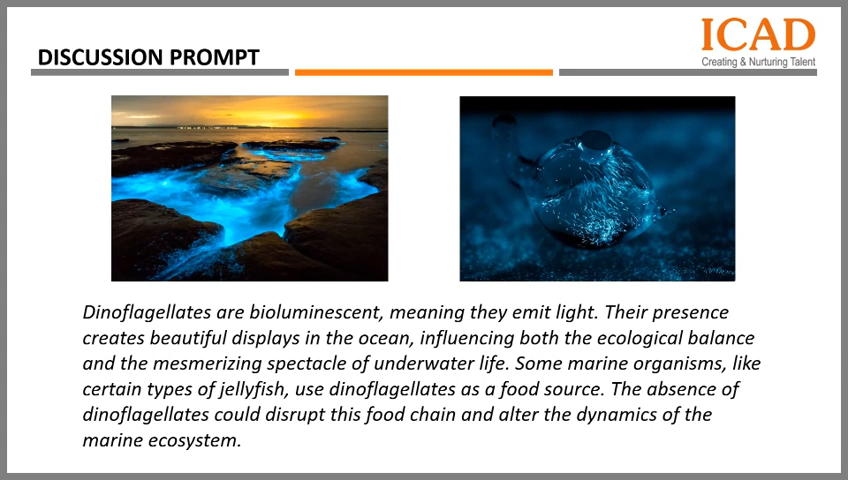 ICAD
Creating & Nurturing Talent
DISCUSSION PROMPT
Dinoflagellates are bioluminescent, meaning they emit light. Their presence
creates beautiful displays in the ocean, influencing both the ecological balance
and the mesmerizing spectacle of underwater life. Some marine organisms, like
certain types of jellyfish, use dinoflagellates as a food source. The absence of
dinoflagellates could disrupt this food chain and alter the dynamics of the
marine ecosystem.